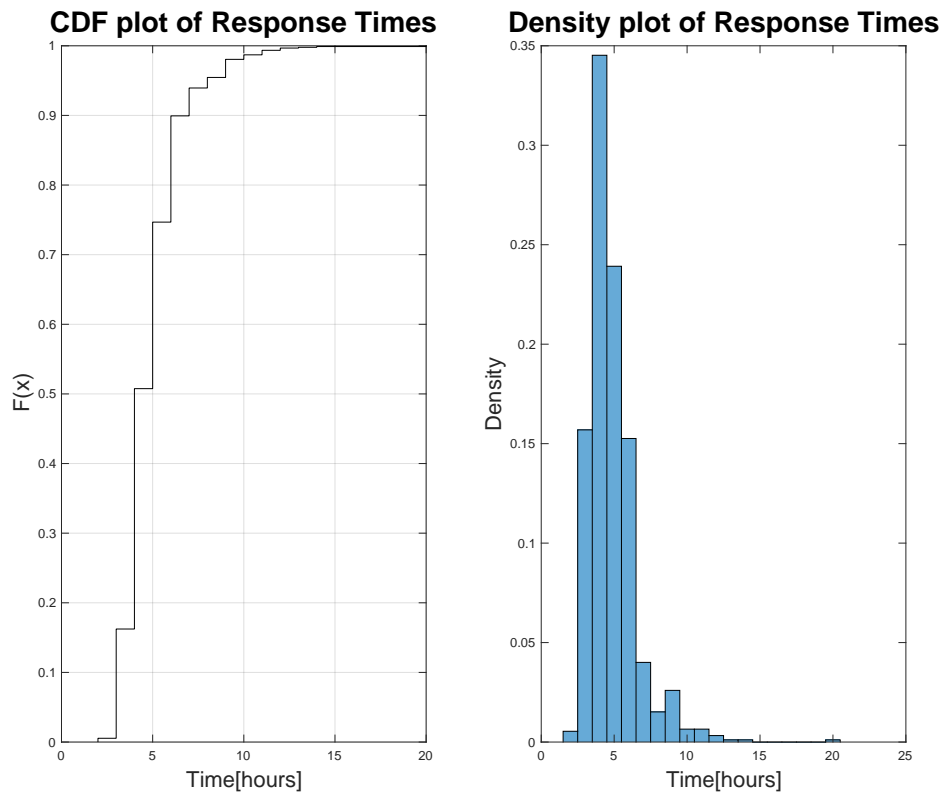 CDF plot of Response Times
1
0.9
0.8
0.7
0.6
0.5
0.4
0.3
0.2
0.1
0
F(x)
0 5 10 15 20
Time[hours]
Density plot of Response Times
0.35
0.3
0.25
0.2
0.15
0.1
0.05
0
Density
0 5 10 15 20 25
Time[hours]